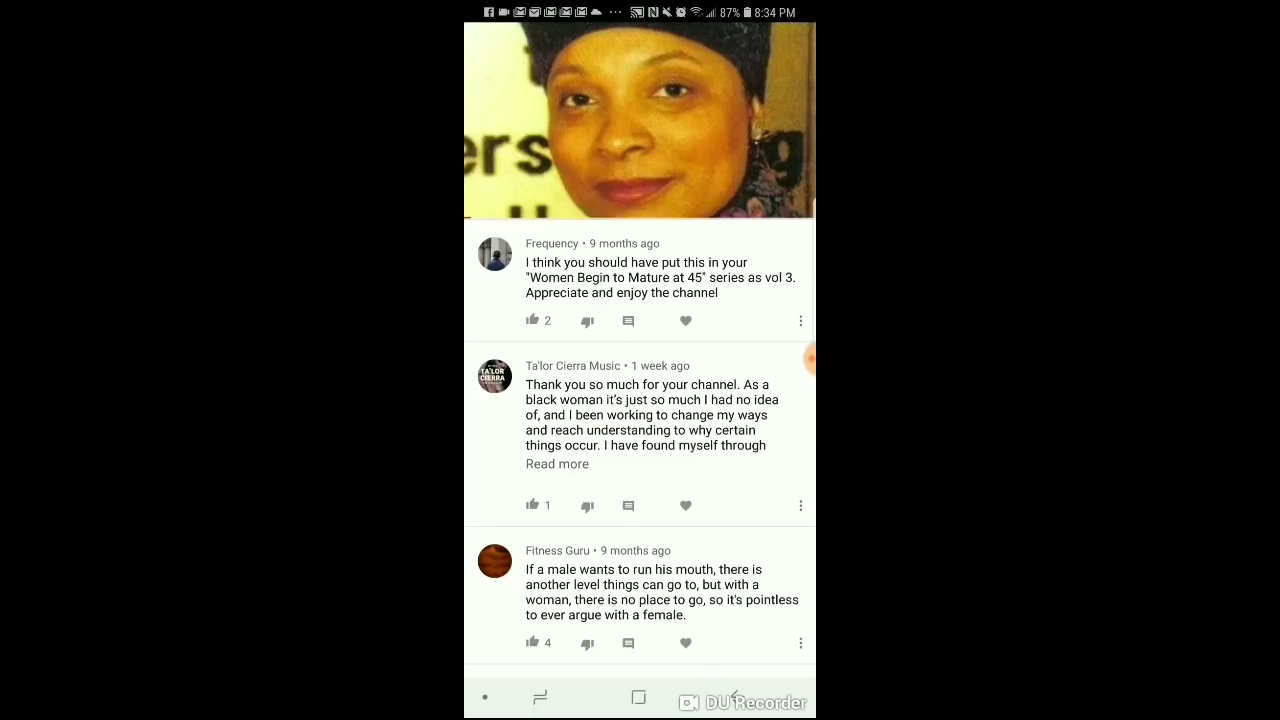 87% 8:34 PM
ers
g
Frequency • 9 months ago
I think you should have put this in your
"Women Begin to Mature at 45" series as vol 3.
Appreciate and enjoy the channel
2
TA'LOR
CIERRA
Ta'lor Cierra Music • 1 week ago
Thank you so much for your channel. As a
black woman it's just so much I had no idea
of, and I been working to change my ways
and reach understanding to why certain
things occur. I have found myself through
Read more
1
Fitness Guru • 9 months ago
If a male wants to run his mouth, there is
another level things can go to, but with a
woman, there is no place to go, so it's pointless
to ever argue with a female.
4
DU Recorder